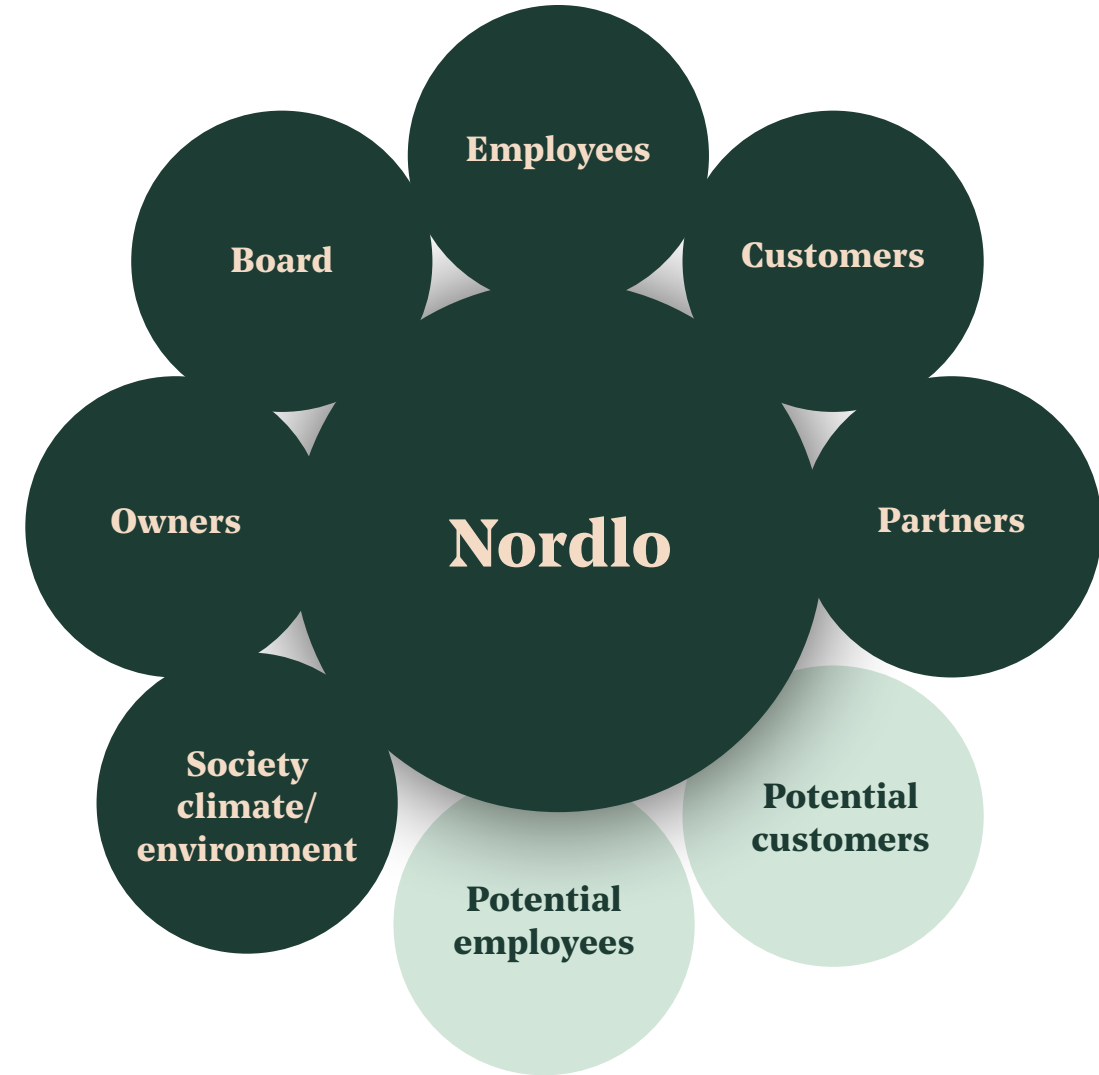 Employees
Board
Customers
Owners
Nordlo
Partners
Society
climate/
environment
Potential
customers
Potential
employees